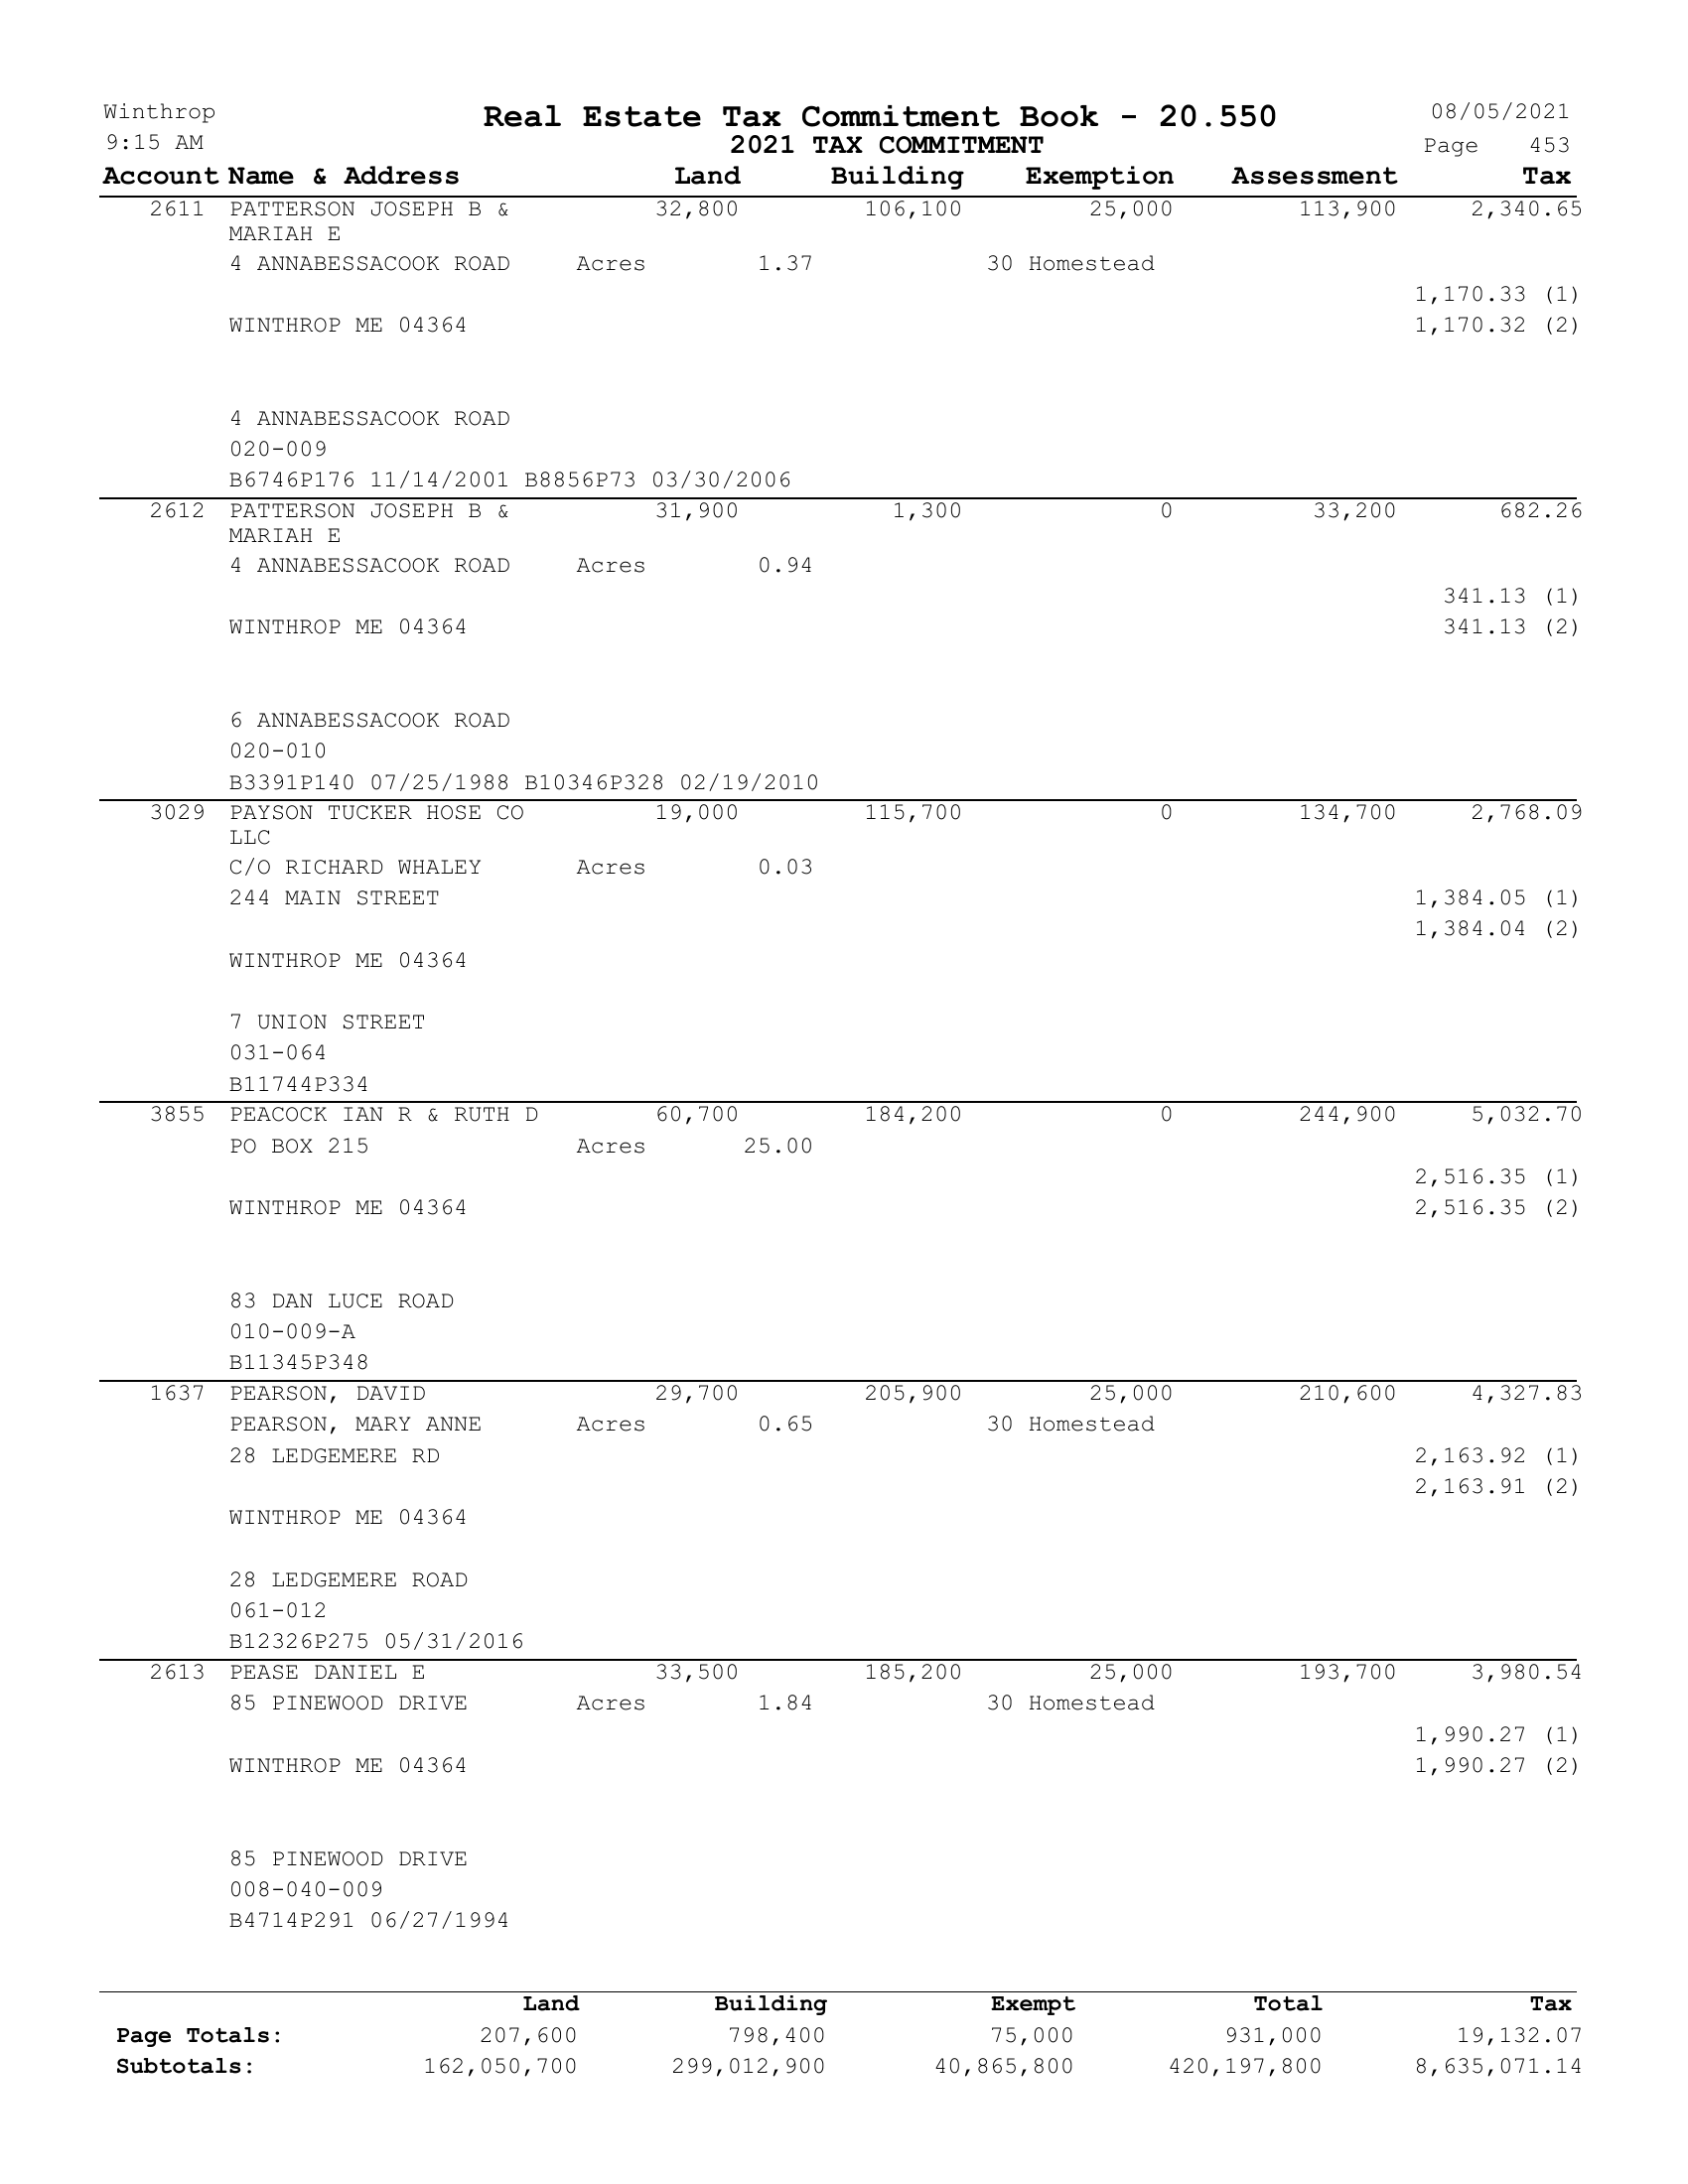 Winthrop Real Estate Tax Commitment Book - 20.550 08/05/2021
9:15 AM 2021 TAX COMMITMENT Page 453
Account Name & Address Land Building Exemption Assessment Tax
2611 PATTERSON JOSEPH B & 32,800 106,100 25,000 113,900 2,340.65
MARIAH E
4 ANNABESSACOOK ROAD Acres 1.37 30 Homestead
1,170.33 (1)
WINTHROP ME 04364 1,170.32 (2)
4 ANNABESSACOOK ROAD
020-009
B6746P176 11/14/2001 B8856P73 03/30/2006
2612 PATTERSON JOSEPH B & 31,900 1,300 0 33,200 682.26
MARIAH E
4 ANNABESSACOOK ROAD Acres 0.94
341.13 (1)
WINTHROP ME 04364 341.13 (2)
6 ANNABESSACOOK ROAD
020-010
B3391P140 07/25/1988 B10346P328 02/19/2010
3029 PAYSON TUCKER HOSE CO 19,000 115,700 0 134,700 2,768.09
LLC
C/O RICHARD WHALEY Acres 0.03
244 MAIN STREET 1,384.05 (1)
1,384.04 (2)
WINTHROP ME 04364
7 UNION STREET
031-064
B11744P334
3855 PEACOCK IAN R & RUTH D 60,700 184,200 0 244,900 5,032.70
PO BOX 215 Acres 25.00
2,516.35 (1)
WINTHROP ME 04364 2,516.35 (2)
83 DAN LUCE ROAD
010-009-A
B11345P348
1637 PEARSON, DAVID 29,700 205,900 25,000 210,600 4,327.83
PEARSON, MARY ANNE Acres 0.65 30 Homestead
28 LEDGEMERE RD 2,163.92 (1)
2,163.91 (2)
WINTHROP ME 04364
28 LEDGEMERE ROAD
061-012
B12326P275 05/31/2016
2613 PEASE DANIEL E 33,500 185,200 25,000 193,700 3,980.54
85 PINEWOOD DRIVE Acres 1.84 30 Homestead
1,990.27 (1)
WINTHROP ME 04364 1,990.27 (2)
85 PINEWOOD DRIVE
008-040-009
B4714P291 06/27/1994
Land Building Exempt Total Tax
Page Totals: 207,600 798,400 75,000 931,000 19,132.07
Subtotals: 162,050,700 299,012,900 40,865,800 420,197,800 8,635,071.14